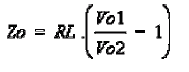 Zo = RL .(Vo1/Vo2 - 1)